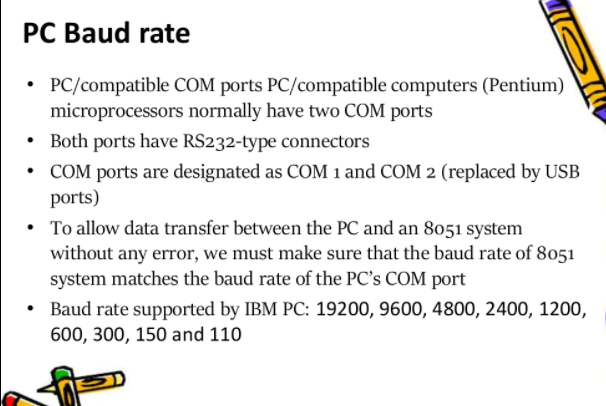 PC Baud rate
• PC/compatible COM ports PC/compatible computers (Pentium)
microprocessors normally have two COM ports
• Both ports have RS232-type connectors
• COM ports are designated as COM 1 and COM 2 (replaced by USB
ports)
• To allow data transfer between the PC and an 8051 system
without any error, we must make sure that the baud rate of 8051
system matches the baud rate of the PC’s COM port
• Baud rate supported by IBM PC: 19200, 9600, 4800, 2400, 1200,
600, 300, 150 and 110